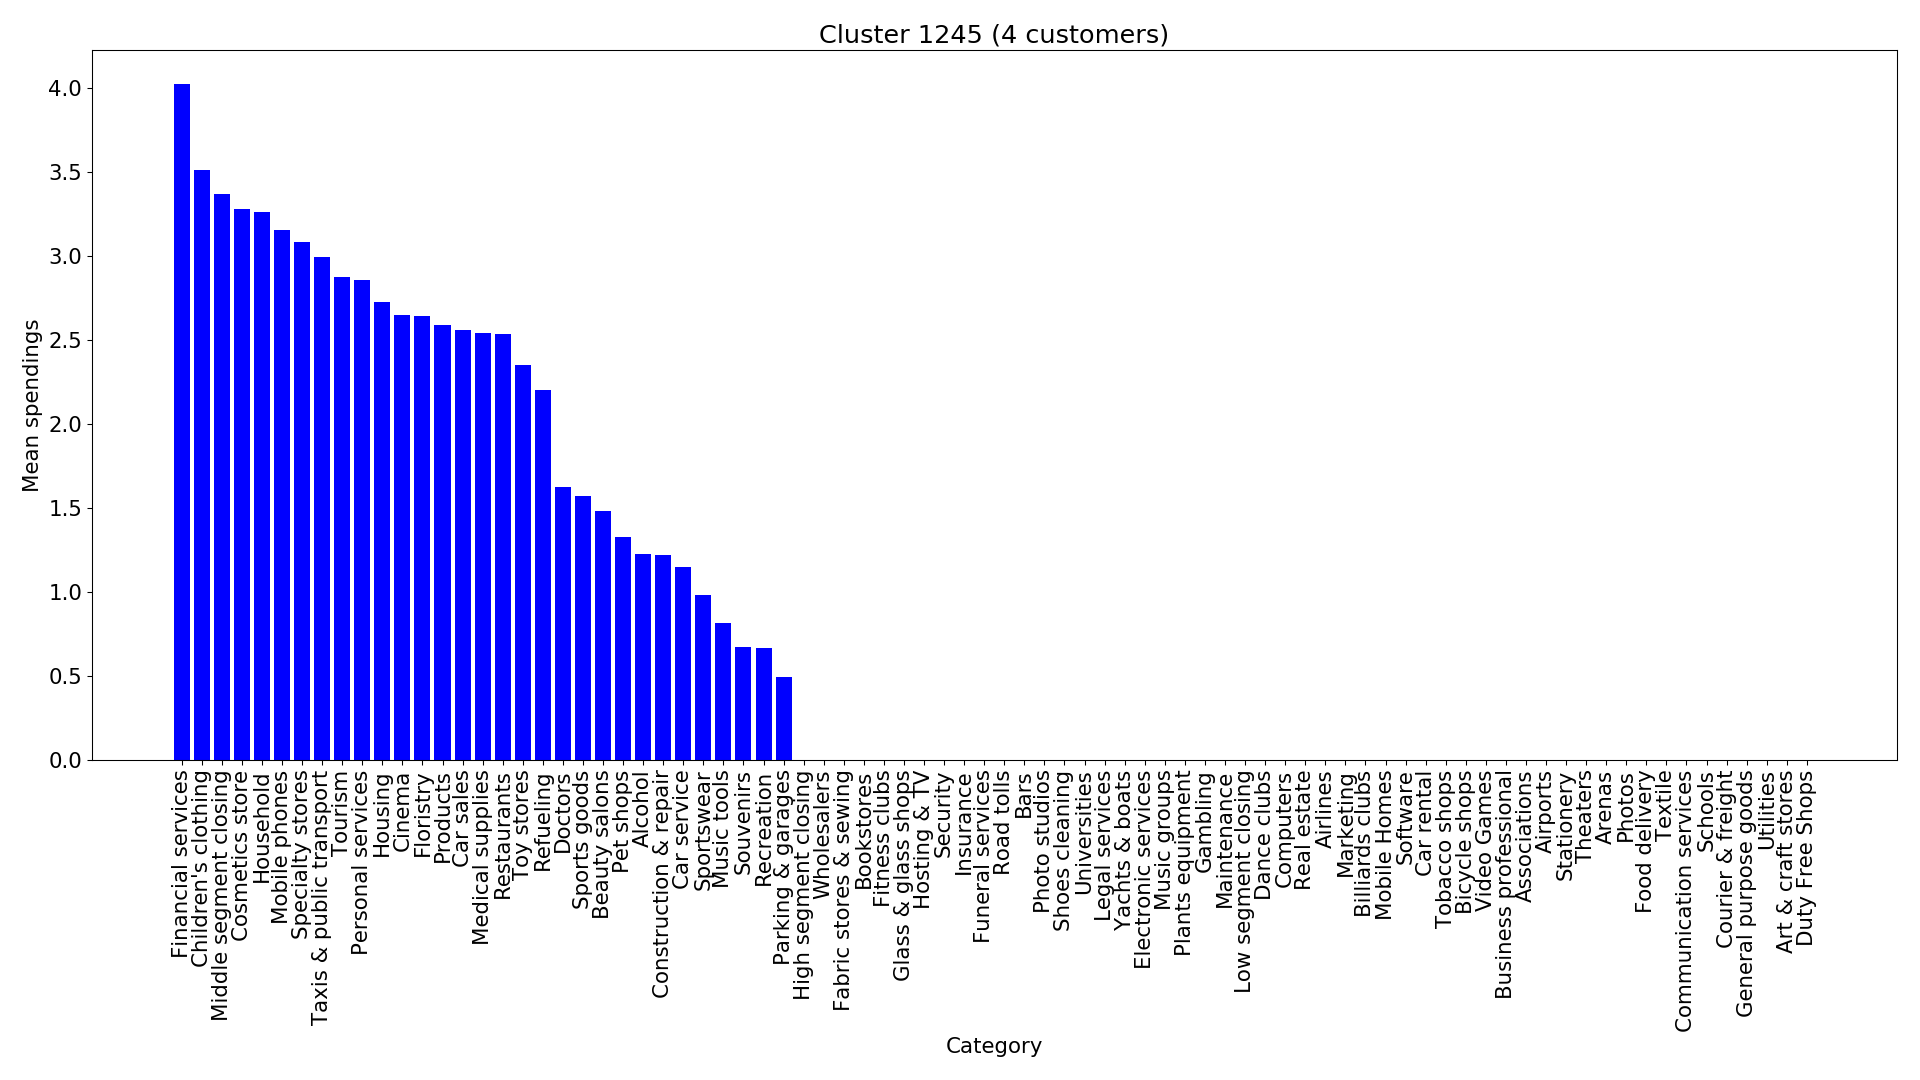 Cluster 1245 (4 customers)
Mean spendings
4.0
3.5
3.0
2.5
2.0
1.5
1.0
0.5
0.0
Financial services
Children's clothing
Middle segment closing
Cosmetics store
Household
Mobile phones
Specialty stores
Taxis & public transport
Tourism
Personal services
Housing
Cinema
Floristry
Products
Car sales
Medical supplies
Restaurants
Toy stores
Refueling
Doctors
Sports goods
Beauty salons
Pet shops
Alcohol
Construction & repair
Car service
Sportswear
Music tools
Souvenirs
Recreation
Parking & garages
High segment closing
Wholesalers
Fabric stores & sewing
Bookstores
Fitness clubs
Glass & glass shops
Hosting & TV
Security
Insurance
Funeral services
Road tolls
Bars
Photo studios
Shoes cleaning
Universities
Legal services
Yachts & boats
Electronic services
Music groups
Plants equipment
Gambling
Maintenance
Low segment closing
Dance clubs
Computers
Real estate
Airlines
Marketing
Billiards clubs
Mobile Homes
Software
Car rental
Tobacco shops
Bicycle shops
Video Games
Business professional
Associations
Airports
Stationery
Theaters
Arenas
Photos
Food delivery
Textile
Communication services
Schools
Courier & freight
General purpose goods
Utilities
Art & craft stores
Duty Free Shops
Category